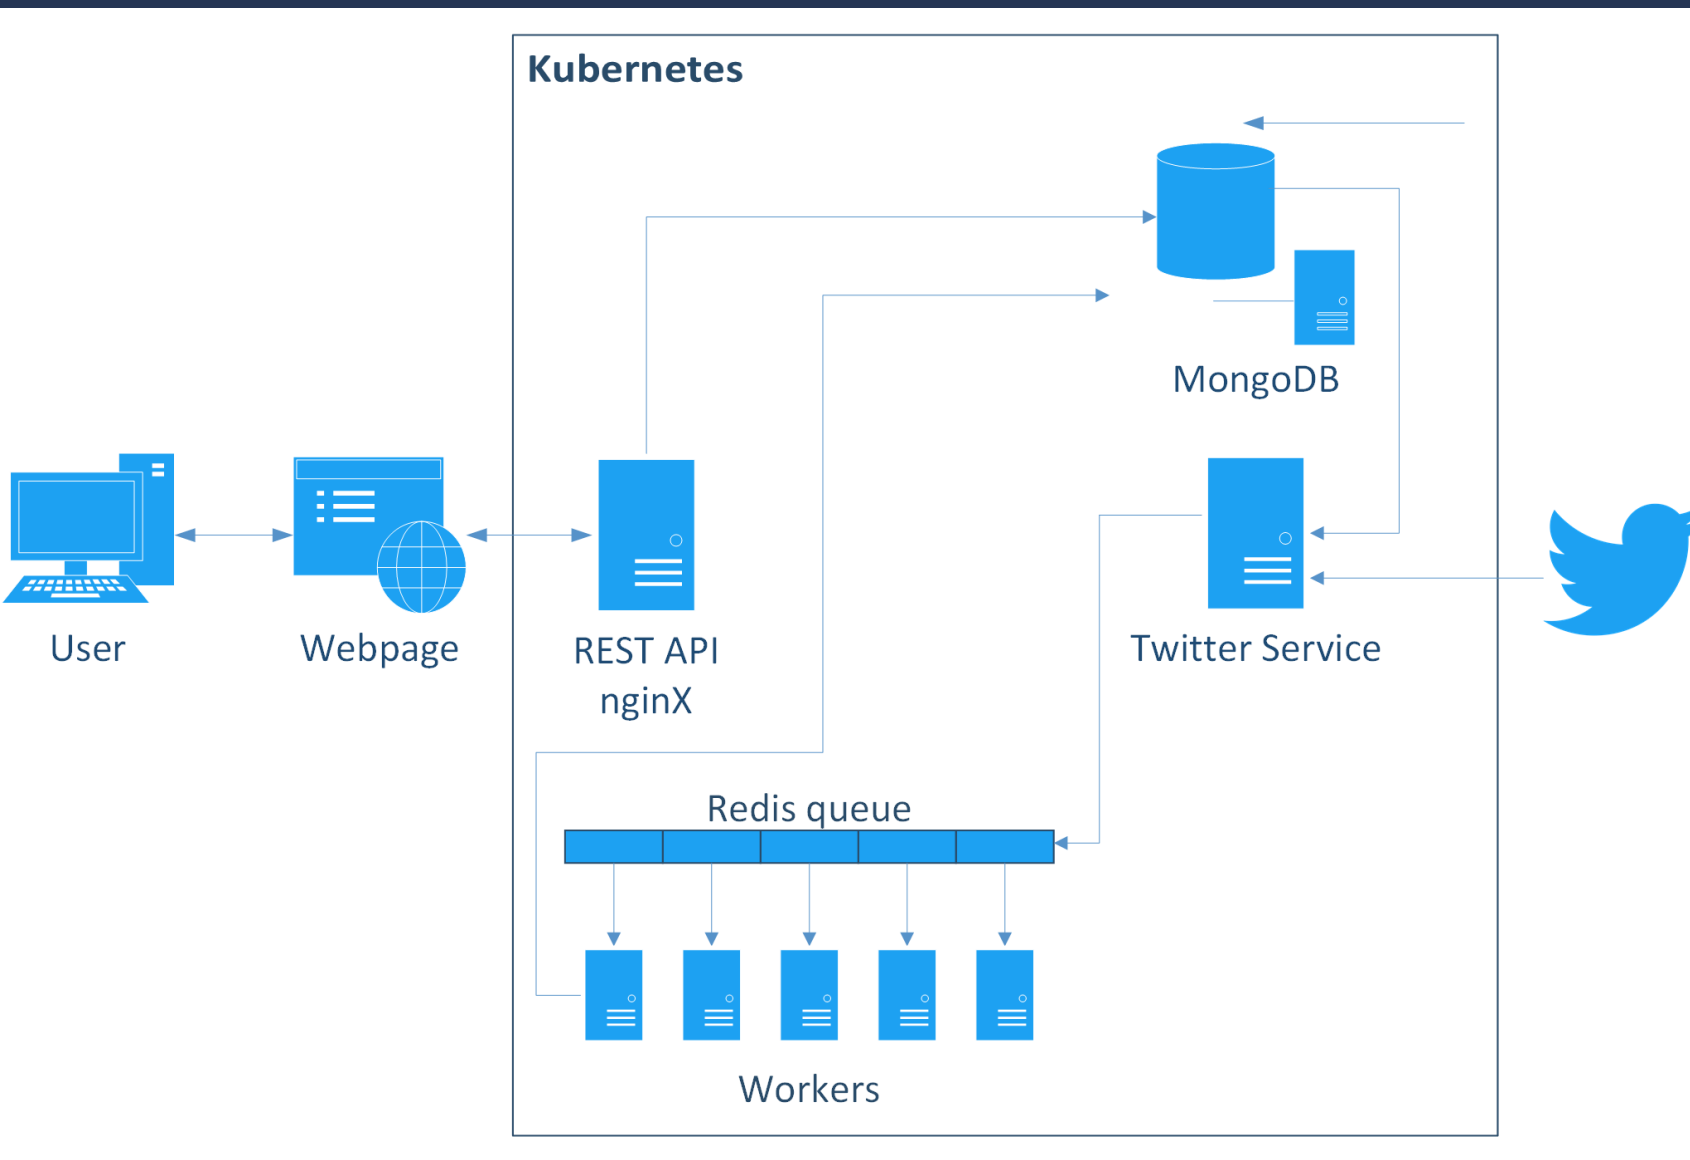 Kubernetes
MongoDB
User
Webpage
REST API
nginX
Twitter Service
Redis queue
Workers